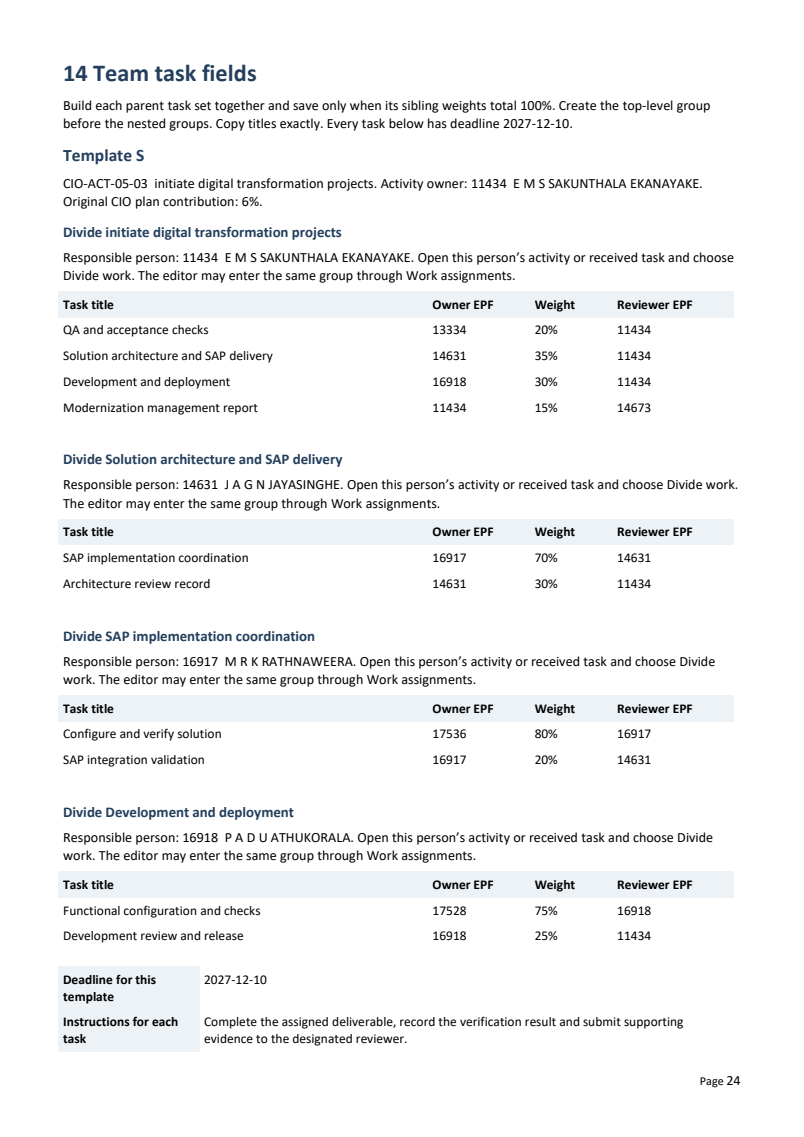 14 Team task fields
Build each parent task set together and save only when its sibling weights total 100%. Create the top-level group
before the nested groups. Copy titles exactly. Every task below has deadline 2027-12-10.
Template S
CIO-ACT-05-03  initiate digital transformation projects. Activity owner: 11434  E M S SAKUNTHALA EKANAYAKE.
Original CIO plan contribution: 6%.
Divide initiate digital transformation projects
Responsible person: 11434  E M S SAKUNTHALA EKANAYAKE. Open this person’s activity or received task and choose
Divide work. The editor may enter the same group through Work assignments.
Task title Owner EPF Weight Reviewer EPF
QA and acceptance checks 13334 20% 11434
Solution architecture and SAP delivery 14631 35% 11434
Development and deployment 16918 30% 11434
Modernization management report 11434 15% 14673
Divide Solution architecture and SAP delivery
Responsible person: 14631  J A G N JAYASINGHE. Open this person’s activity or received task and choose Divide work.
The editor may enter the same group through Work assignments.
Task title Owner EPF Weight Reviewer EPF
SAP implementation coordination 16917 70% 14631
Architecture review record 14631 30% 11434
Divide SAP implementation coordination
Responsible person: 16917  M R K RATHNAWEERA. Open this person’s activity or received task and choose Divide
work. The editor may enter the same group through Work assignments.
Task title Owner EPF Weight Reviewer EPF
Configure and verify solution 17536 80% 16917
SAP integration validation 16917 20% 14631
Divide Development and deployment
Responsible person: 16918  P A D U ATHUKORALA. Open this person’s activity or received task and choose Divide
work. The editor may enter the same group through Work assignments.
Task title Owner EPF Weight Reviewer EPF
Functional configuration and checks 17528 75% 16918
Development review and release 16918 25% 11434
Deadline for this 2027-12-10
template
Instructions for each Complete the assigned deliverable, record the verification result and submit supporting
task evidence to the designated reviewer.
Page 24